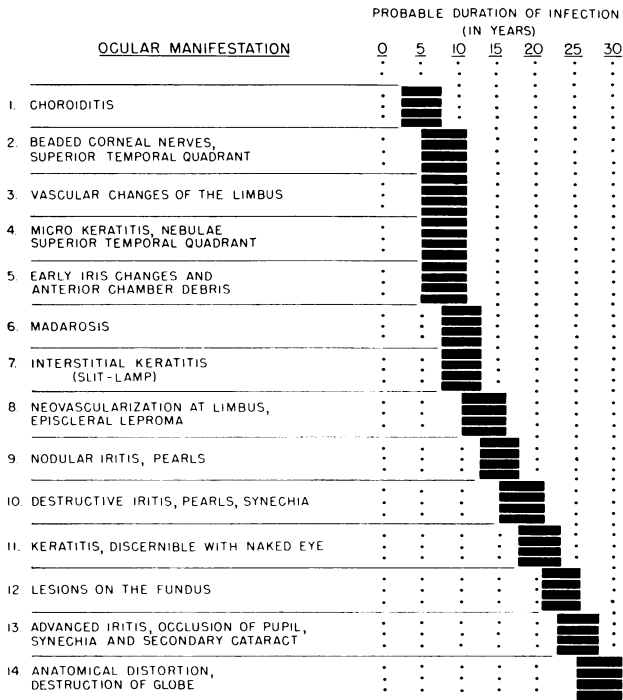 PROBABLE DURATION OF INFECTION
(IN YEARS)
OCULAR MANIFESTATION 0 5 10 15 20 25 30
1. CHOROIDITIS
2. BEADED CORNEAL NERVES,
SUPERIOR TEMPORAL QUADRANT
3. VASCULAR CHANGES OF THE LIMBUS
4. MICRO KERATITIS, NEBULAE
SUPERIOR TEMPORAL QUADRANT
5. EARLY IRIS CHANGES AND
ANTERIOR CHAMBER DEBRIS
6. MADAROSIS
7. INTERSTITIAL KERATITIS
(SLIT-LAMP)
8. NEOVASCULARIZATION AT LIMBUS,
EPISCLERAL LEPROMA
9. NODULAR IRITIS, PEARLS
10. DESTRUCTIVE IRITIS, PEARLS, SYNECHIA
11. KERATITIS, DISCERNIBLE WITH NAKED EYE
12. LESIONS ON THE FUNDUS
13. ADVANCED IRITIS, OCCLUSION OF PUPIL,
SYNECHIA AND SECONDARY CATARACT
14. ANATOMICAL DISTORTION,
DESTRUCTION OF GLOBE